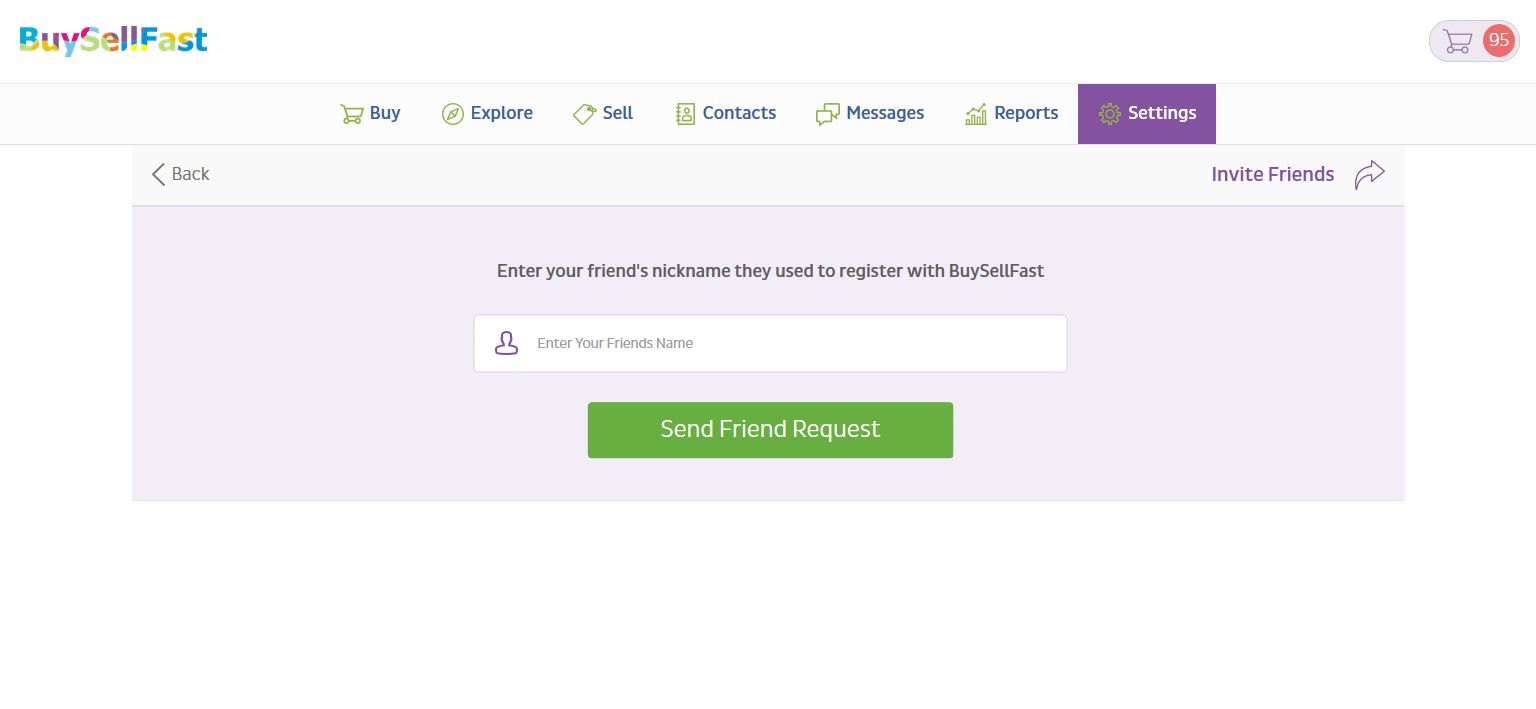 BuySellFast
95
Buy Explore Sell Contacts Messages Reports Settings
Back Invite Friends
Enter your friend's nickname they used to register with BuySellFast
Enter Your Friends Name
Send Friend Request